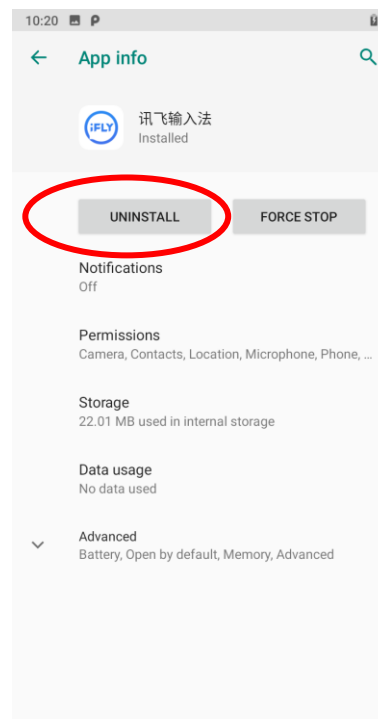 10:20
App info
iFLY
讯飞输入法
Installed
UNINSTALL
FORCE STOP
Notifications
Off
Permissions
Camera, Contacts, Location, Microphone, Phone, ...
Storage
22.01 MB used in internal storage
Data usage
No data used
Advanced
Battery, Open by default, Memory, Advanced